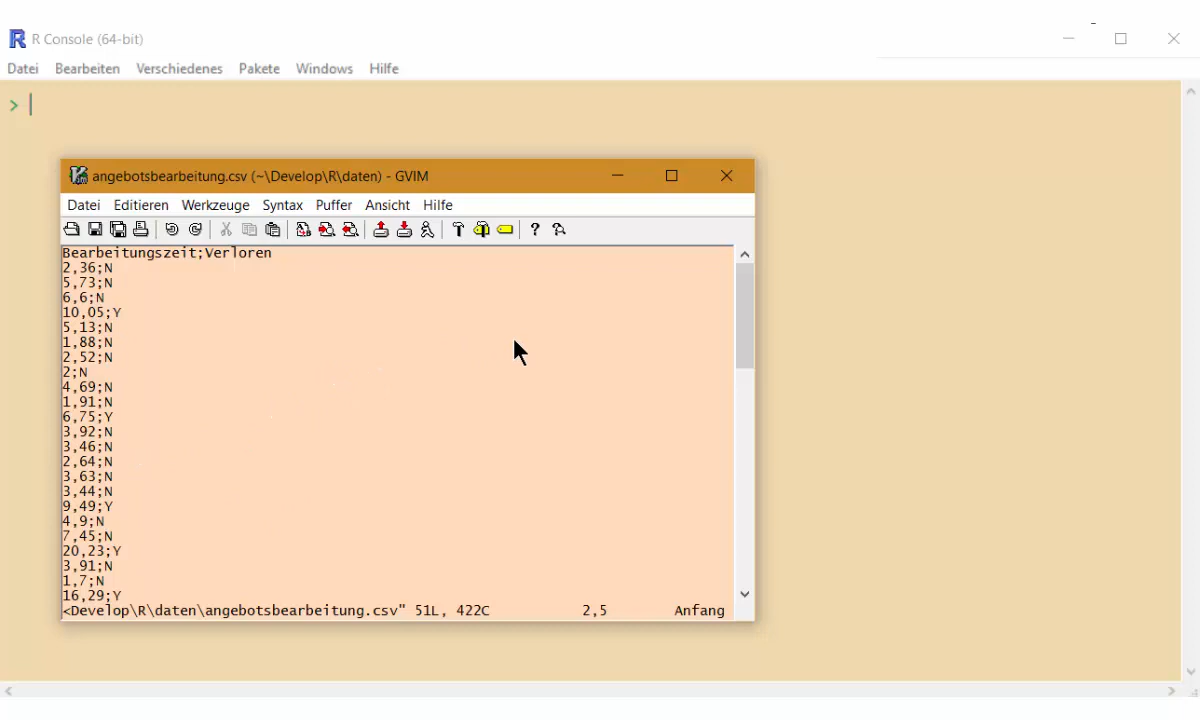 R Console (64-bit)
Datei Bearbeiten Verschiedenes Pakete Windows Hilfe
>
angebotsbearbeitung.csv (~\Develop\R\daten) - GVIM
Datei Editieren Werkzeuge Syntax Puffer Ansicht Hilfe
Bearbeitungszeit;Verloren
2,36;N
5,73;N
6,6;N
10,05;Y
5,13;N
1,88;N
2,52;N
2;N
4,69;N
1,91;N
6,75;Y
3,92;N
3,46;N
2,64;N
3,63;N
3,44;N
9,49;Y
4,9;N
7,45;N
20,23;Y
3,91;N
1,7;N
16,29;Y
<Develop\R\daten\angebotsbearbeitung.csv" 51L, 422C 2,5 Anfang